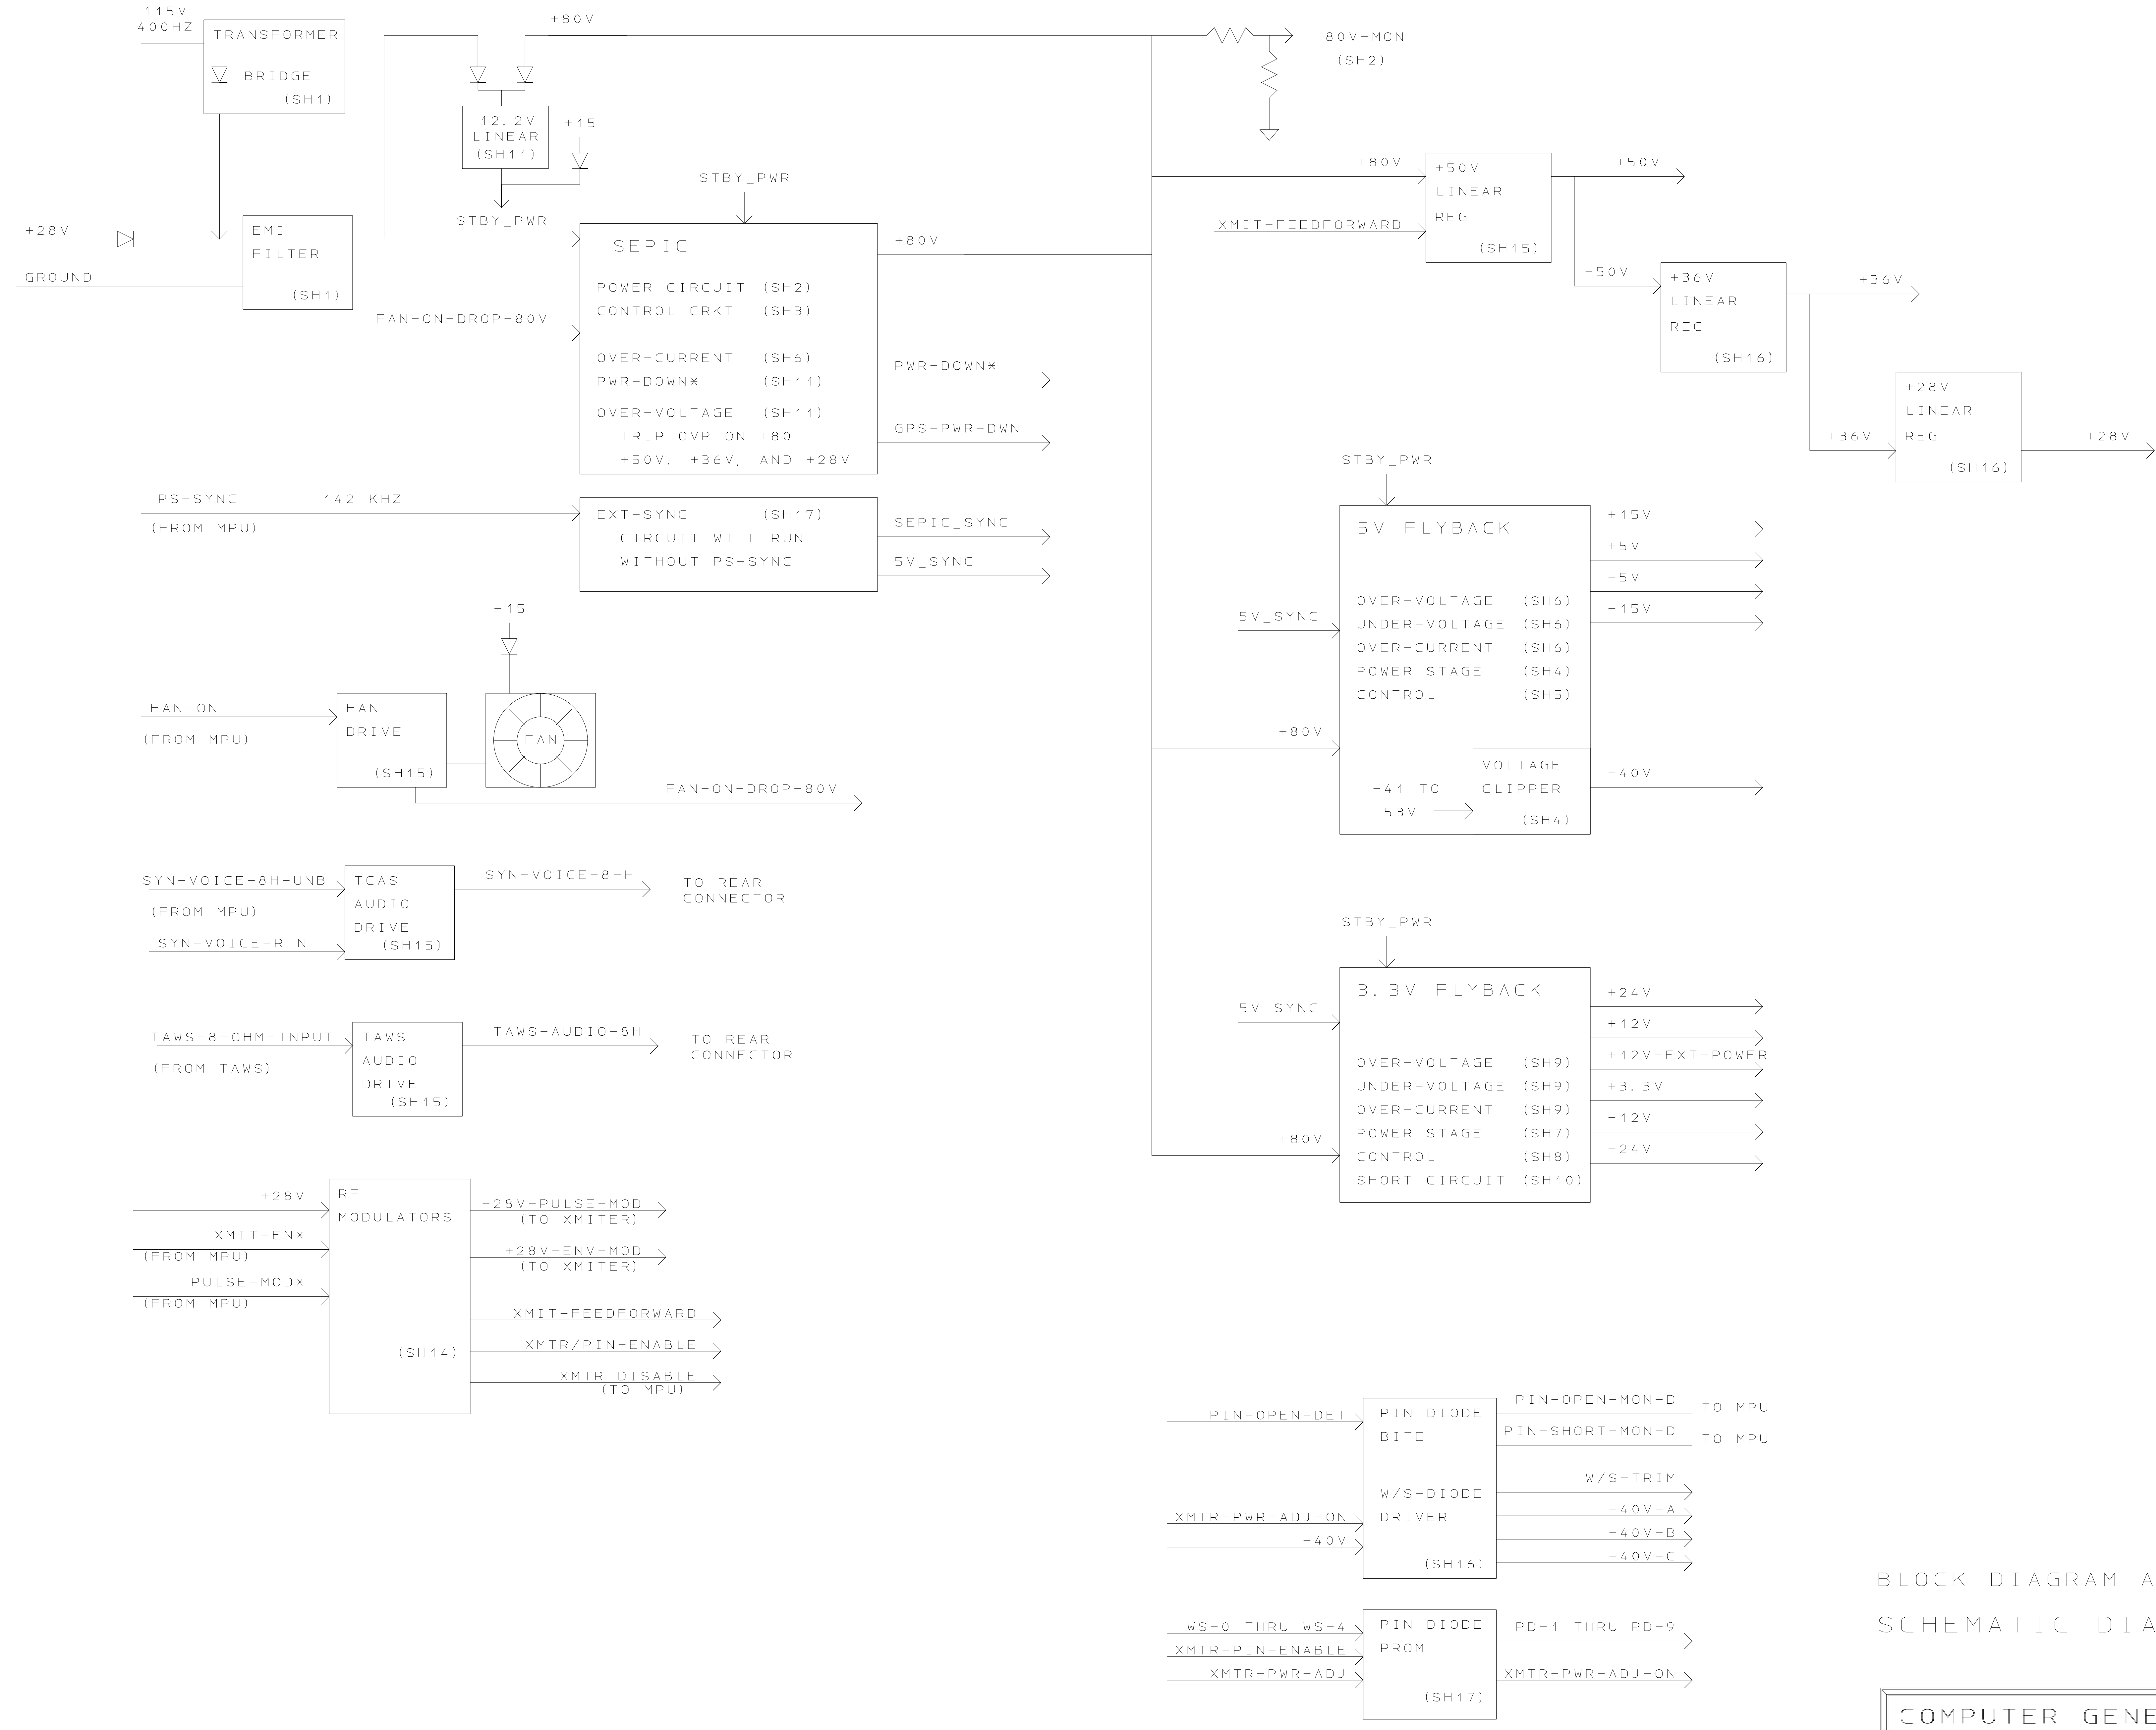 115V
400HZ
TRANSFORMER
BRIDGE
(SH1)
+80V
12.2V
LINEAR
(SH11)
+15
STBY_PWR
80V-MON
(SH2)
+28V
GROUND
EMI
FILTER
(SH1)
FAN-ON-DROP-80V
STBY_PWR
SEPIC
POWER CIRCUIT (SH2)
CONTROL CRKT (SH3)
OVER-CURRENT (SH6)
PWR-DOWN* (SH11)
OVER-VOLTAGE (SH11)
TRIP OVP ON +80
+50V, +36V, AND +28V
+80V
PWR-DOWN*
GPS-PWR-DWN
PS-SYNC 142 KHZ
(FROM MPU)
EXT-SYNC (SH17)
CIRCUIT WILL RUN
WITHOUT PS-SYNC
SEPIC_SYNC
5V_SYNC
+80V
XMIT-FEEDFORWARD
+50V
LINEAR
REG
(SH15)
+50V
+50V
+36V
LINEAR
REG
(SH16)
+36V
+36V
+28V
LINEAR
REG
(SH16)
+28V
+15
FAN-ON
(FROM MPU)
FAN
DRIVE
(SH15)
FAN
FAN-ON-DROP-80V
STBY_PWR
5V_SYNC
+80V
5V FLYBACK
OVER-VOLTAGE (SH6)
UNDER-VOLTAGE (SH6)
OVER-CURRENT (SH6)
POWER STAGE (SH4)
CONTROL (SH5)
-41 TO
-53V
VOLTAGE
CLIPPER
(SH4)
+15V
+5V
-5V
-15V
-40V
SYN-VOICE-8H-UNB
(FROM MPU)
SYN-VOICE-RTN
TCAS
AUDIO
DRIVE
(SH15)
SYN-VOICE-8-H
TO REAR
CONNECTOR
TAWS-8-OHM-INPUT
(FROM TAWS)
TAWS
AUDIO
DRIVE
(SH15)
TAWS-AUDIO-8H
TO REAR
CONNECTOR
STBY_PWR
5V_SYNC
+80V
3.3V FLYBACK
OVER-VOLTAGE (SH9)
UNDER-VOLTAGE (SH9)
OVER-CURRENT (SH9)
POWER STAGE (SH7)
CONTROL (SH8)
SHORT CIRCUIT (SH10)
+24V
+12V
+12V-EXT-POWER
+3.3V
-12V
-24V
+28V
XMIT-EN*
(FROM MPU)
PULSE-MOD*
(FROM MPU)
RF
MODULATORS
(SH14)
+28V-PULSE-MOD
(TO XMITER)
+28V-ENV-MOD
(TO XMITER)
XMIT-FEEDFORWARD
XMTR/PIN-ENABLE
XMTR-DISABLE
(TO MPU)
PIN-OPEN-DET
XMTR-PWR-ADJ-ON
-40V
PIN DIODE
BITE
W/S-DIODE
DRIVER
(SH16)
PIN-OPEN-MON-D
TO MPU
PIN-SHORT-MON-D
TO MPU
W/S-TRIM
-40V-A
-40V-B
-40V-C
WS-0 THRU WS-4
XMTR-PIN-ENABLE
XMTR-PWR-ADJ
PIN DIODE
PROM
(SH17)
PD-1 THRU PD-9
XMTR-PWR-ADJ-ON
BLOCK DIAGRAM A
SCHEMATIC DIA
COMPUTER GENE